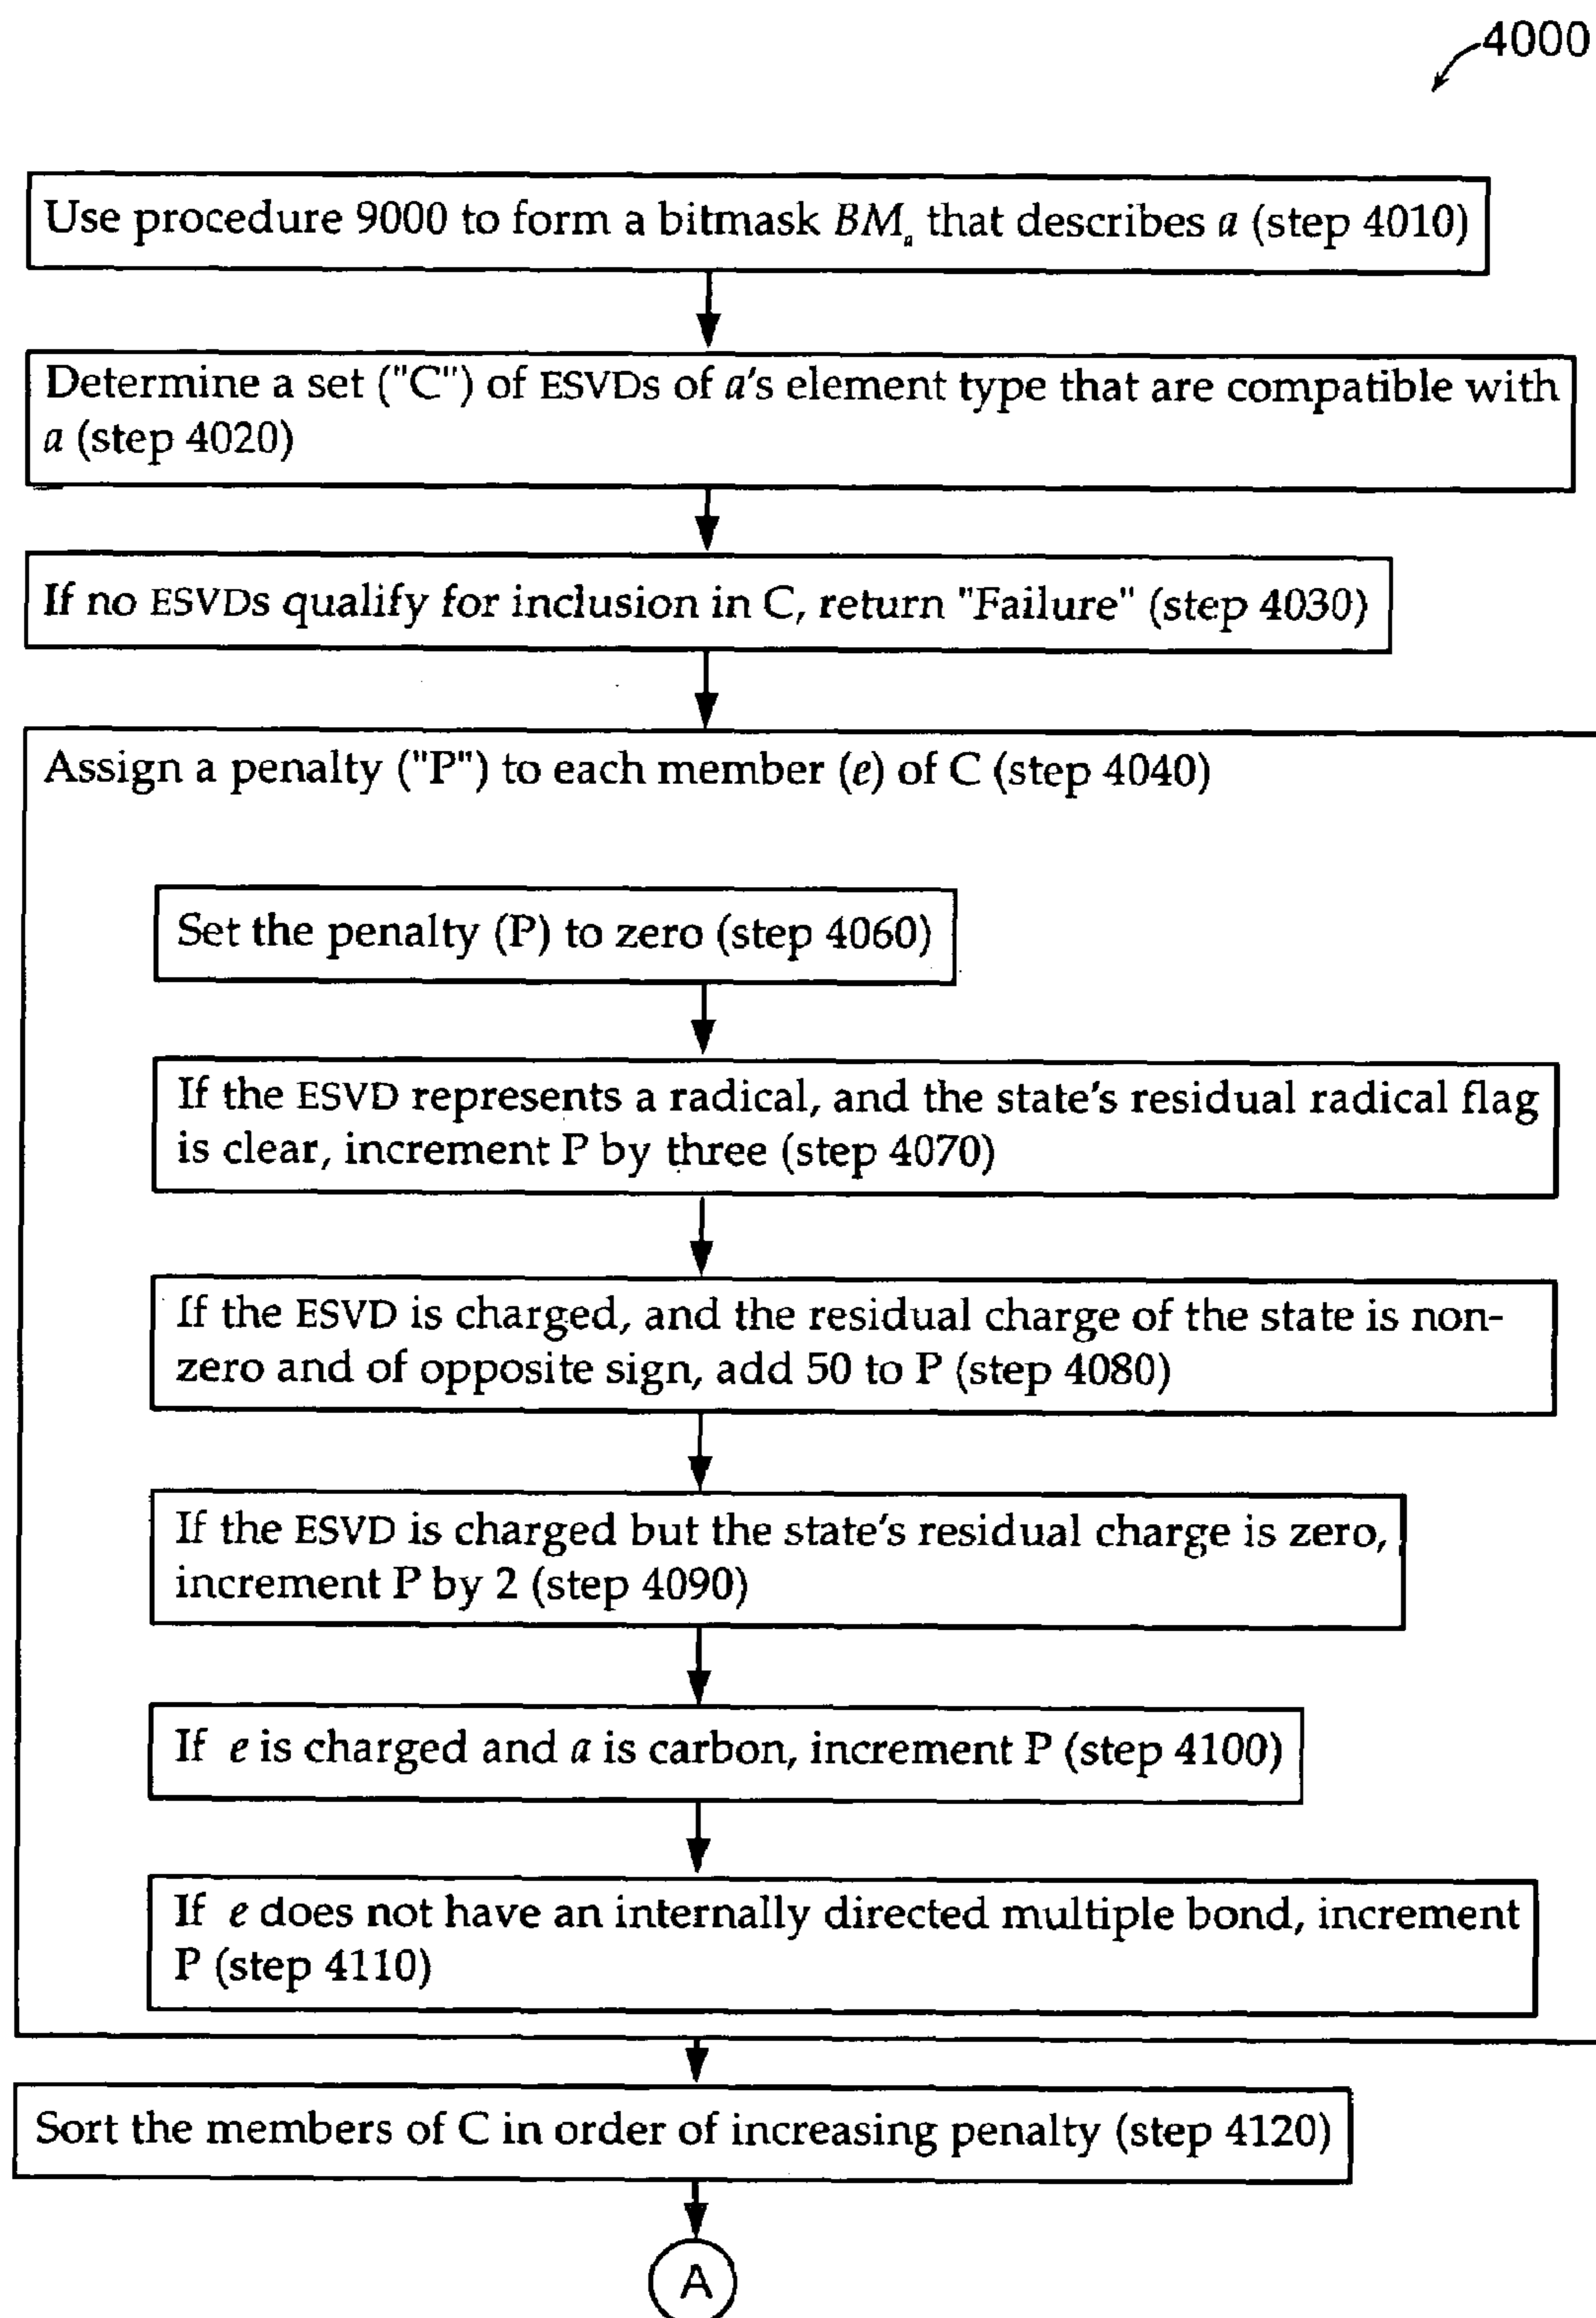 4000
Use procedure 9000 to form a bitmask BMa that describes a (step 4010)
Determine a set ("C") of ESVDs of a's element type that are compatible with
a (step 4020)
If no ESVDs qualify for inclusion in C, return "Failure" (step 4030)
Assign a penalty ("P") to each member (e) of C (step 4040)
Set the penalty (P) to zero (step 4060)
If the ESVD represents a radical, and the state's residual radical flag
is clear, increment P by three (step 4070)
If the ESVD is charged, and the residual charge of the state is non-
zero and of opposite sign, add 50 to P (step 4080)
If the ESVD is charged but the state's residual charge is zero,
increment P by 2 (step 4090)
If e is charged and a is carbon, increment P (step 4100)
If e does not have an internally directed multiple bond, increment
P (step 4110)
Sort the members of C in order of increasing penalty (step 4120)
A